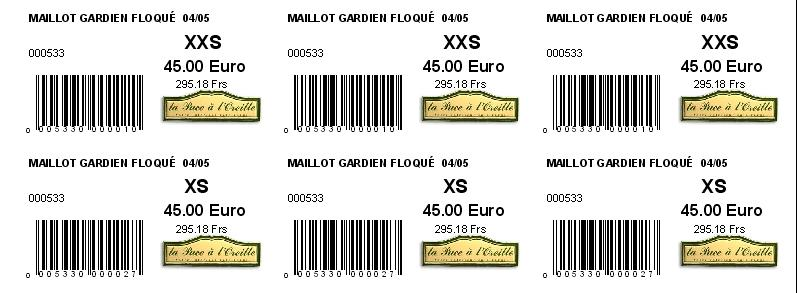 MAILLOT GARDIEN FLOQUÉ 04/05 MAILLOT GARDIEN FLOQUÉ 04/05 MAILLOT GARDIEN FLOQUÉ 04/05
XXS XXS XXS
000533 000533 000533
45.00 Euro 45.00 Euro 45.00 Euro
295.18 Frs 295.18 Frs 295.18 Frs
la Puce à l'Oreille la Puce à l'Oreille la Puce à l'Oreille
0 005330 000010 0 005330 000010 0 005330 000010
MAILLOT GARDIEN FLOQUÉ 04/05 MAILLOT GARDIEN FLOQUÉ 04/05 MAILLOT GARDIEN FLOQUÉ 04/05
XS XS XS
000533 000533 000533
45.00 Euro 45.00 Euro 45.00 Euro
295.18 Frs 295.18 Frs 295.18 Frs
la Puce à l'Oreille la Puce à l'Oreille la Puce à l'Oreille
0 005330 000027 0 005330 000027 0 005330 000027